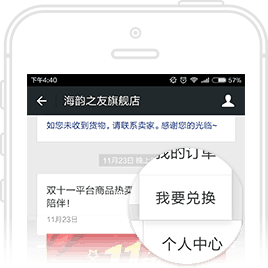 下午4:40 57%
海韵之友旗舰店
如您未收到货物，请联系卖家。感谢您的光临~
11月23日 晚上
我的订单
双十一平台商品热卖
陪伴！
我要兑换
11月23日
个人中心